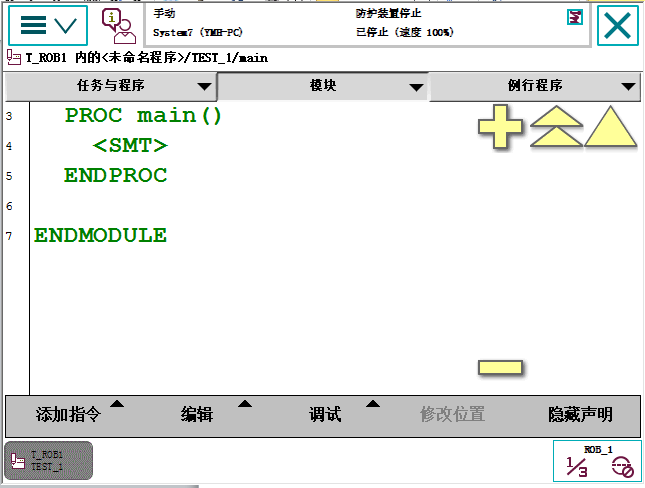 手动
防护装置停止
System7 (YMH-PC)
已停止 (速度 100%)
T_ROB1 内的<未命名程序>/TEST_1/main
任务与程序
模块
例行程序
3 PROC main()
4 <SMT>
5 ENDPROC
6
7 ENDMODULE
添加指令
编辑
调试
修改位置
隐藏声明
T_ROB1
TEST_1
ROB_1
1/3